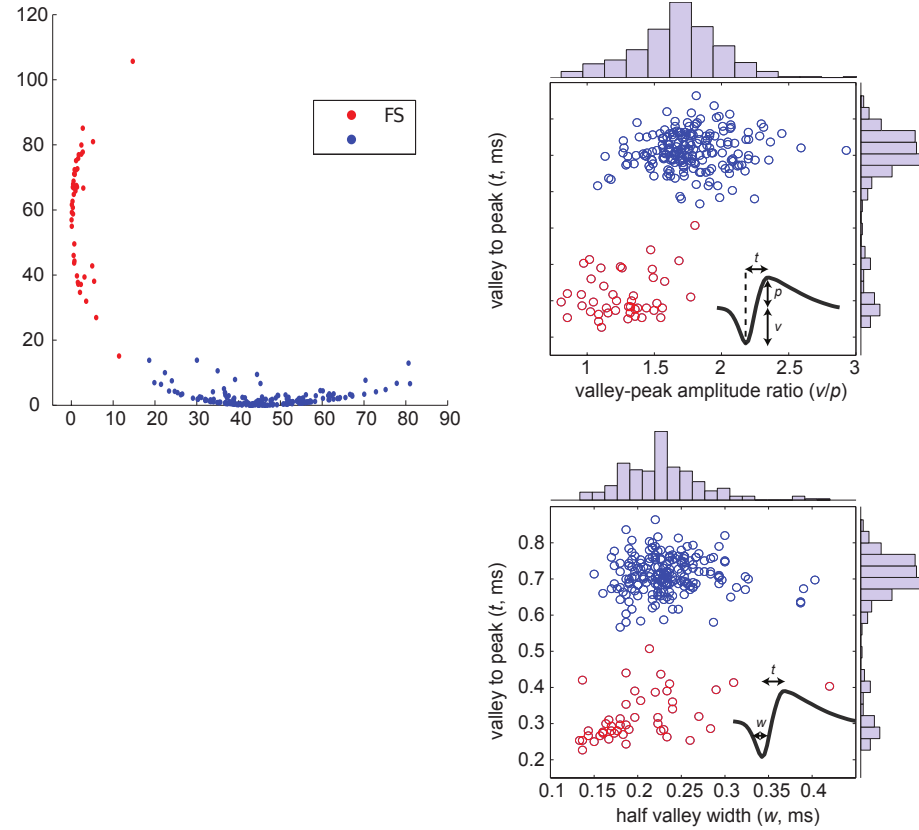 120
100
80
60
40
20
0
0 10 20 30 40 50 60 70 80 90
FS
valley to peak (t, ms)
t
p
v
1 1.5 2 2.5 3
valley-peak amplitude ratio (v/p)
valley to peak (t, ms)
0.8
0.7
0.6
0.5
0.4
0.3
0.2
t
w
0.1 0.15 0.2 0.25 0.3 0.35 0.4
half valley width (w, ms)